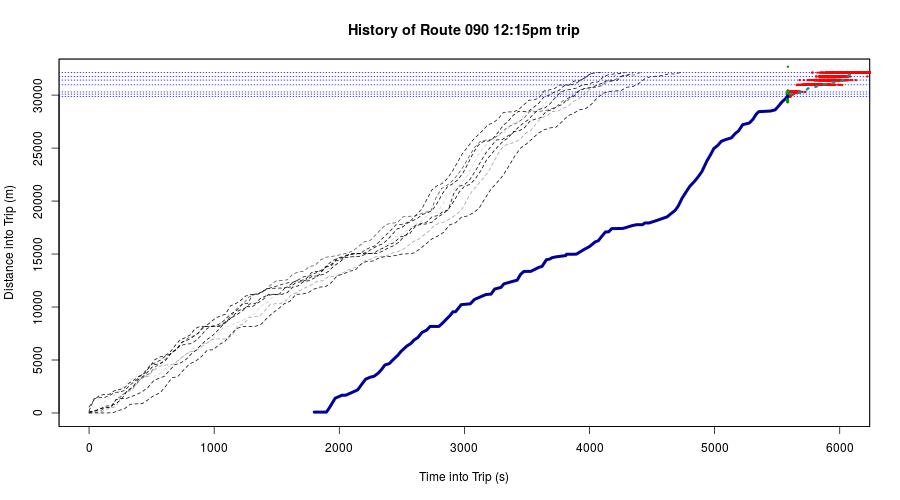 History of Route 090 12:15pm trip
Distance into Trip (m)
30000
25000
20000
15000
10000
5000
0
0 1000 2000 3000 4000 5000 6000
Time into Trip (s)